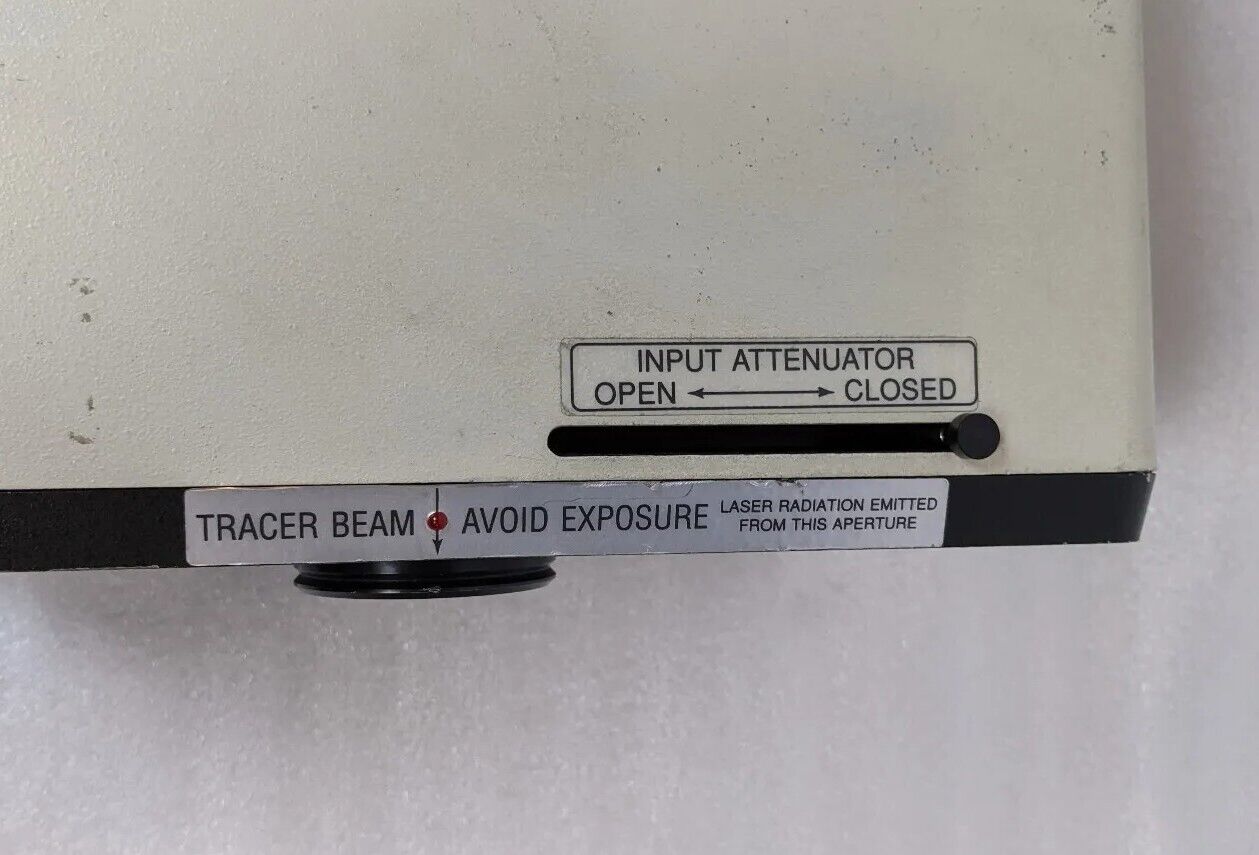 INPUT ATTENUATOR
OPEN ⟷ CLOSED
TRACER BEAM AVOID EXPOSURE LASER RADIATION EMITTED
FROM THIS APERTURE